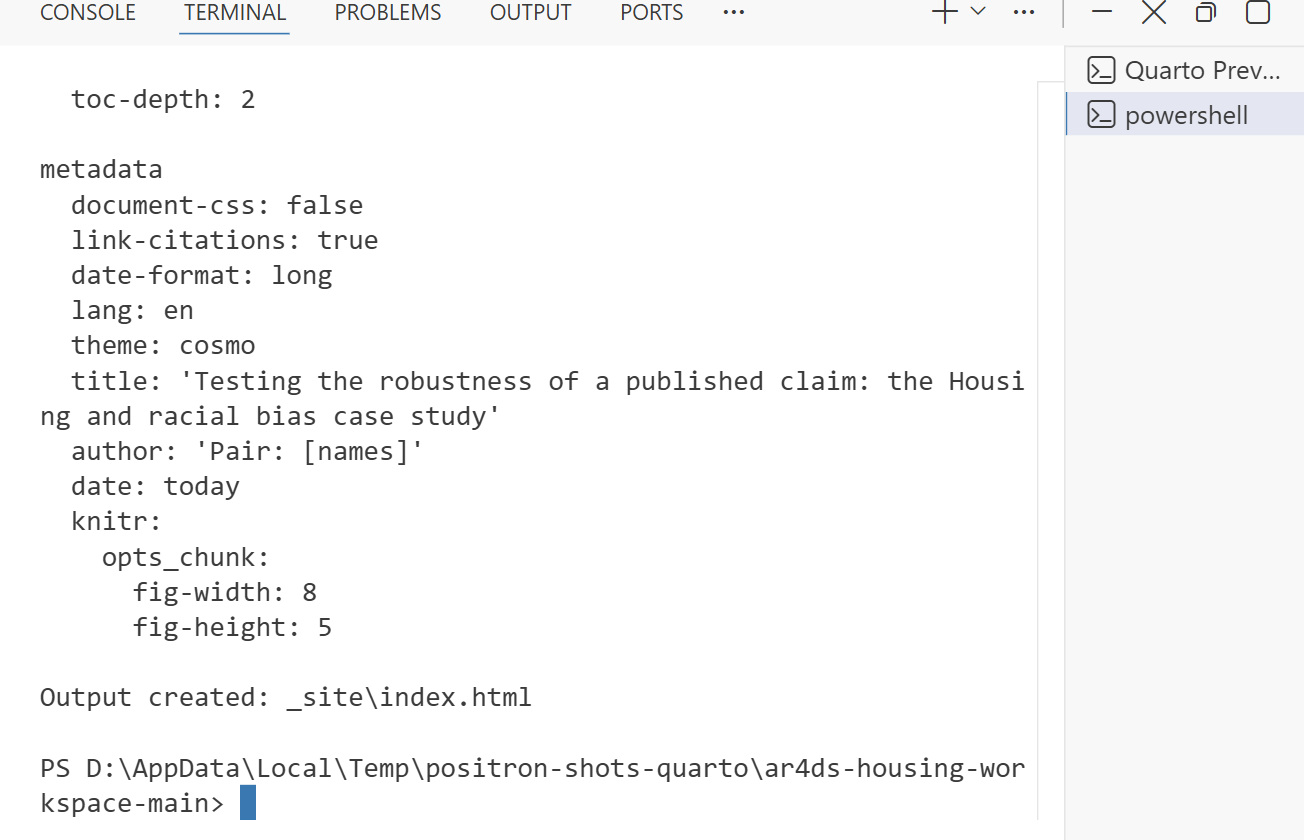 CONSOLE TERMINAL PROBLEMS OUTPUT PORTS ...
Quarto Prev...
powershell
toc-depth: 2
metadata
document-css: false
link-citations: true
date-format: long
lang: en
theme: cosmo
title: 'Testing the robustness of a published claim: the Housi
ng and racial bias case study'
author: 'Pair: [names]'
date: today
knitr:
opts_chunk:
fig-width: 8
fig-height: 5
Output created: _site\index.html
PS D:\AppData\Local\Temp\positron-shots-quarto\ar4ds-housing-wor
kspace-main>